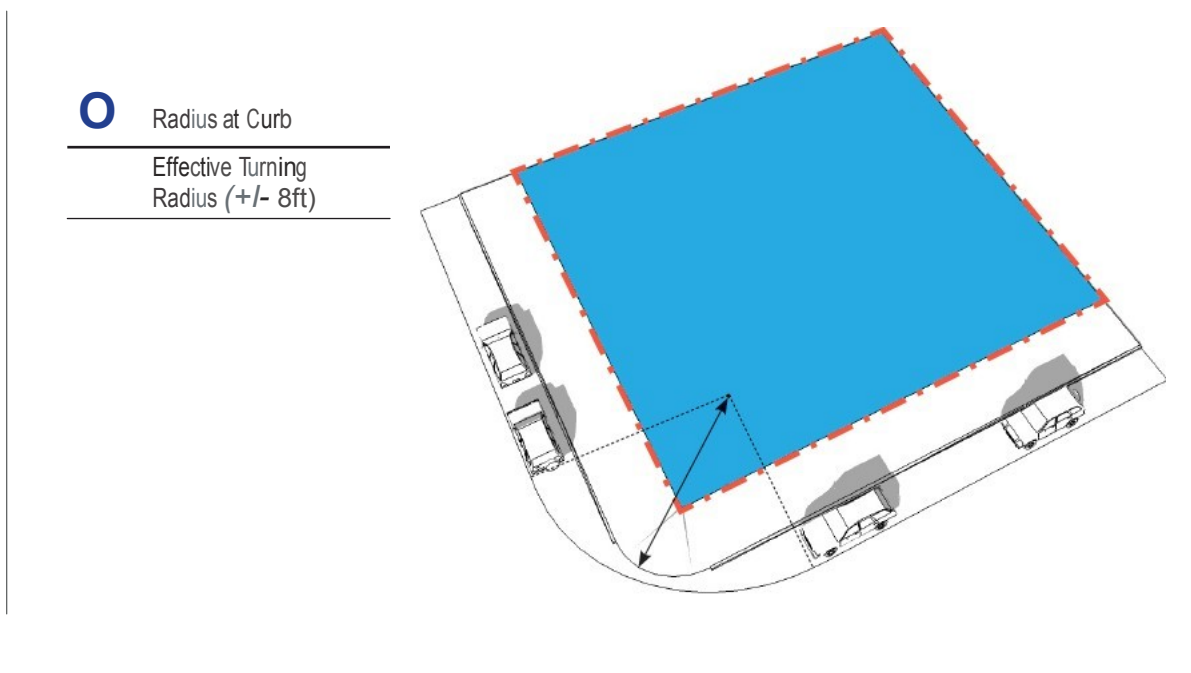 O Radius at Curb
Effective Turning
Radius (+/- 8ft)